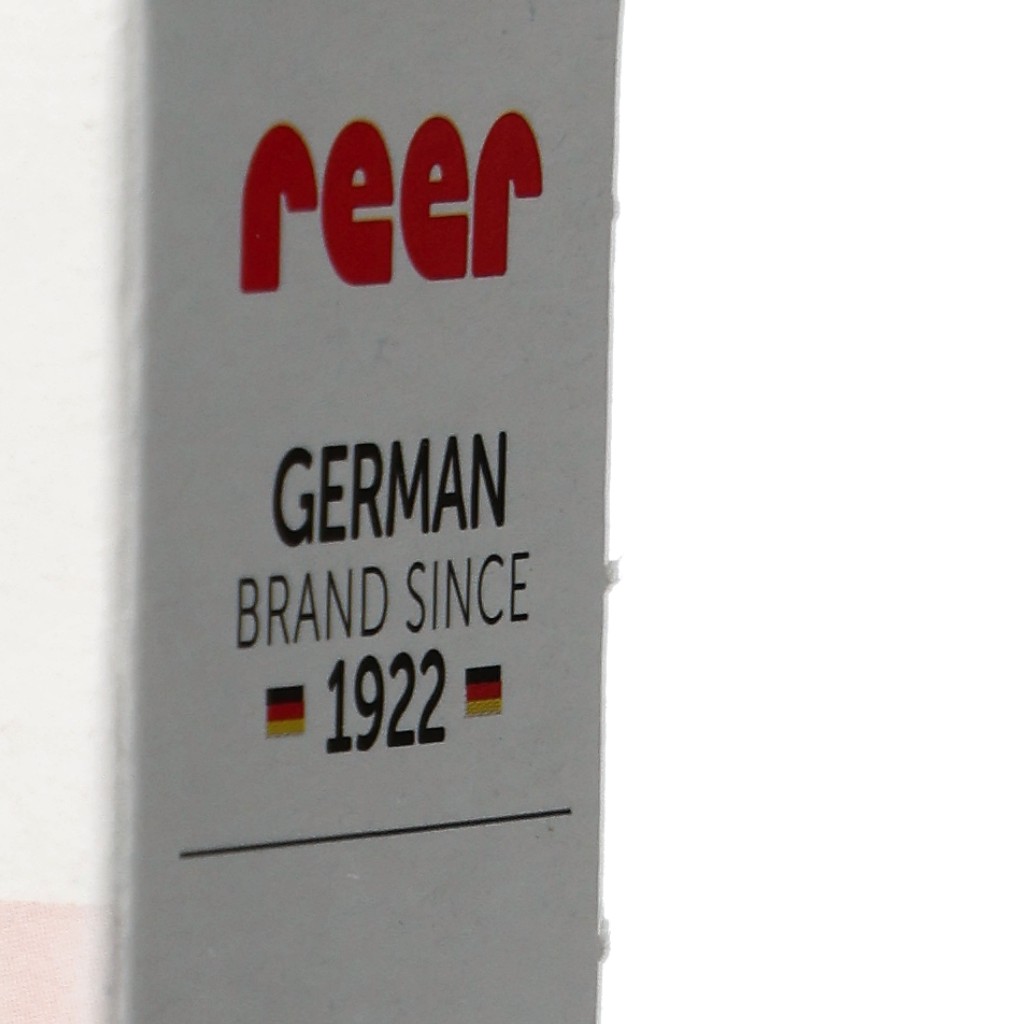 reer
GERMAN
BRAND SINCE
1922